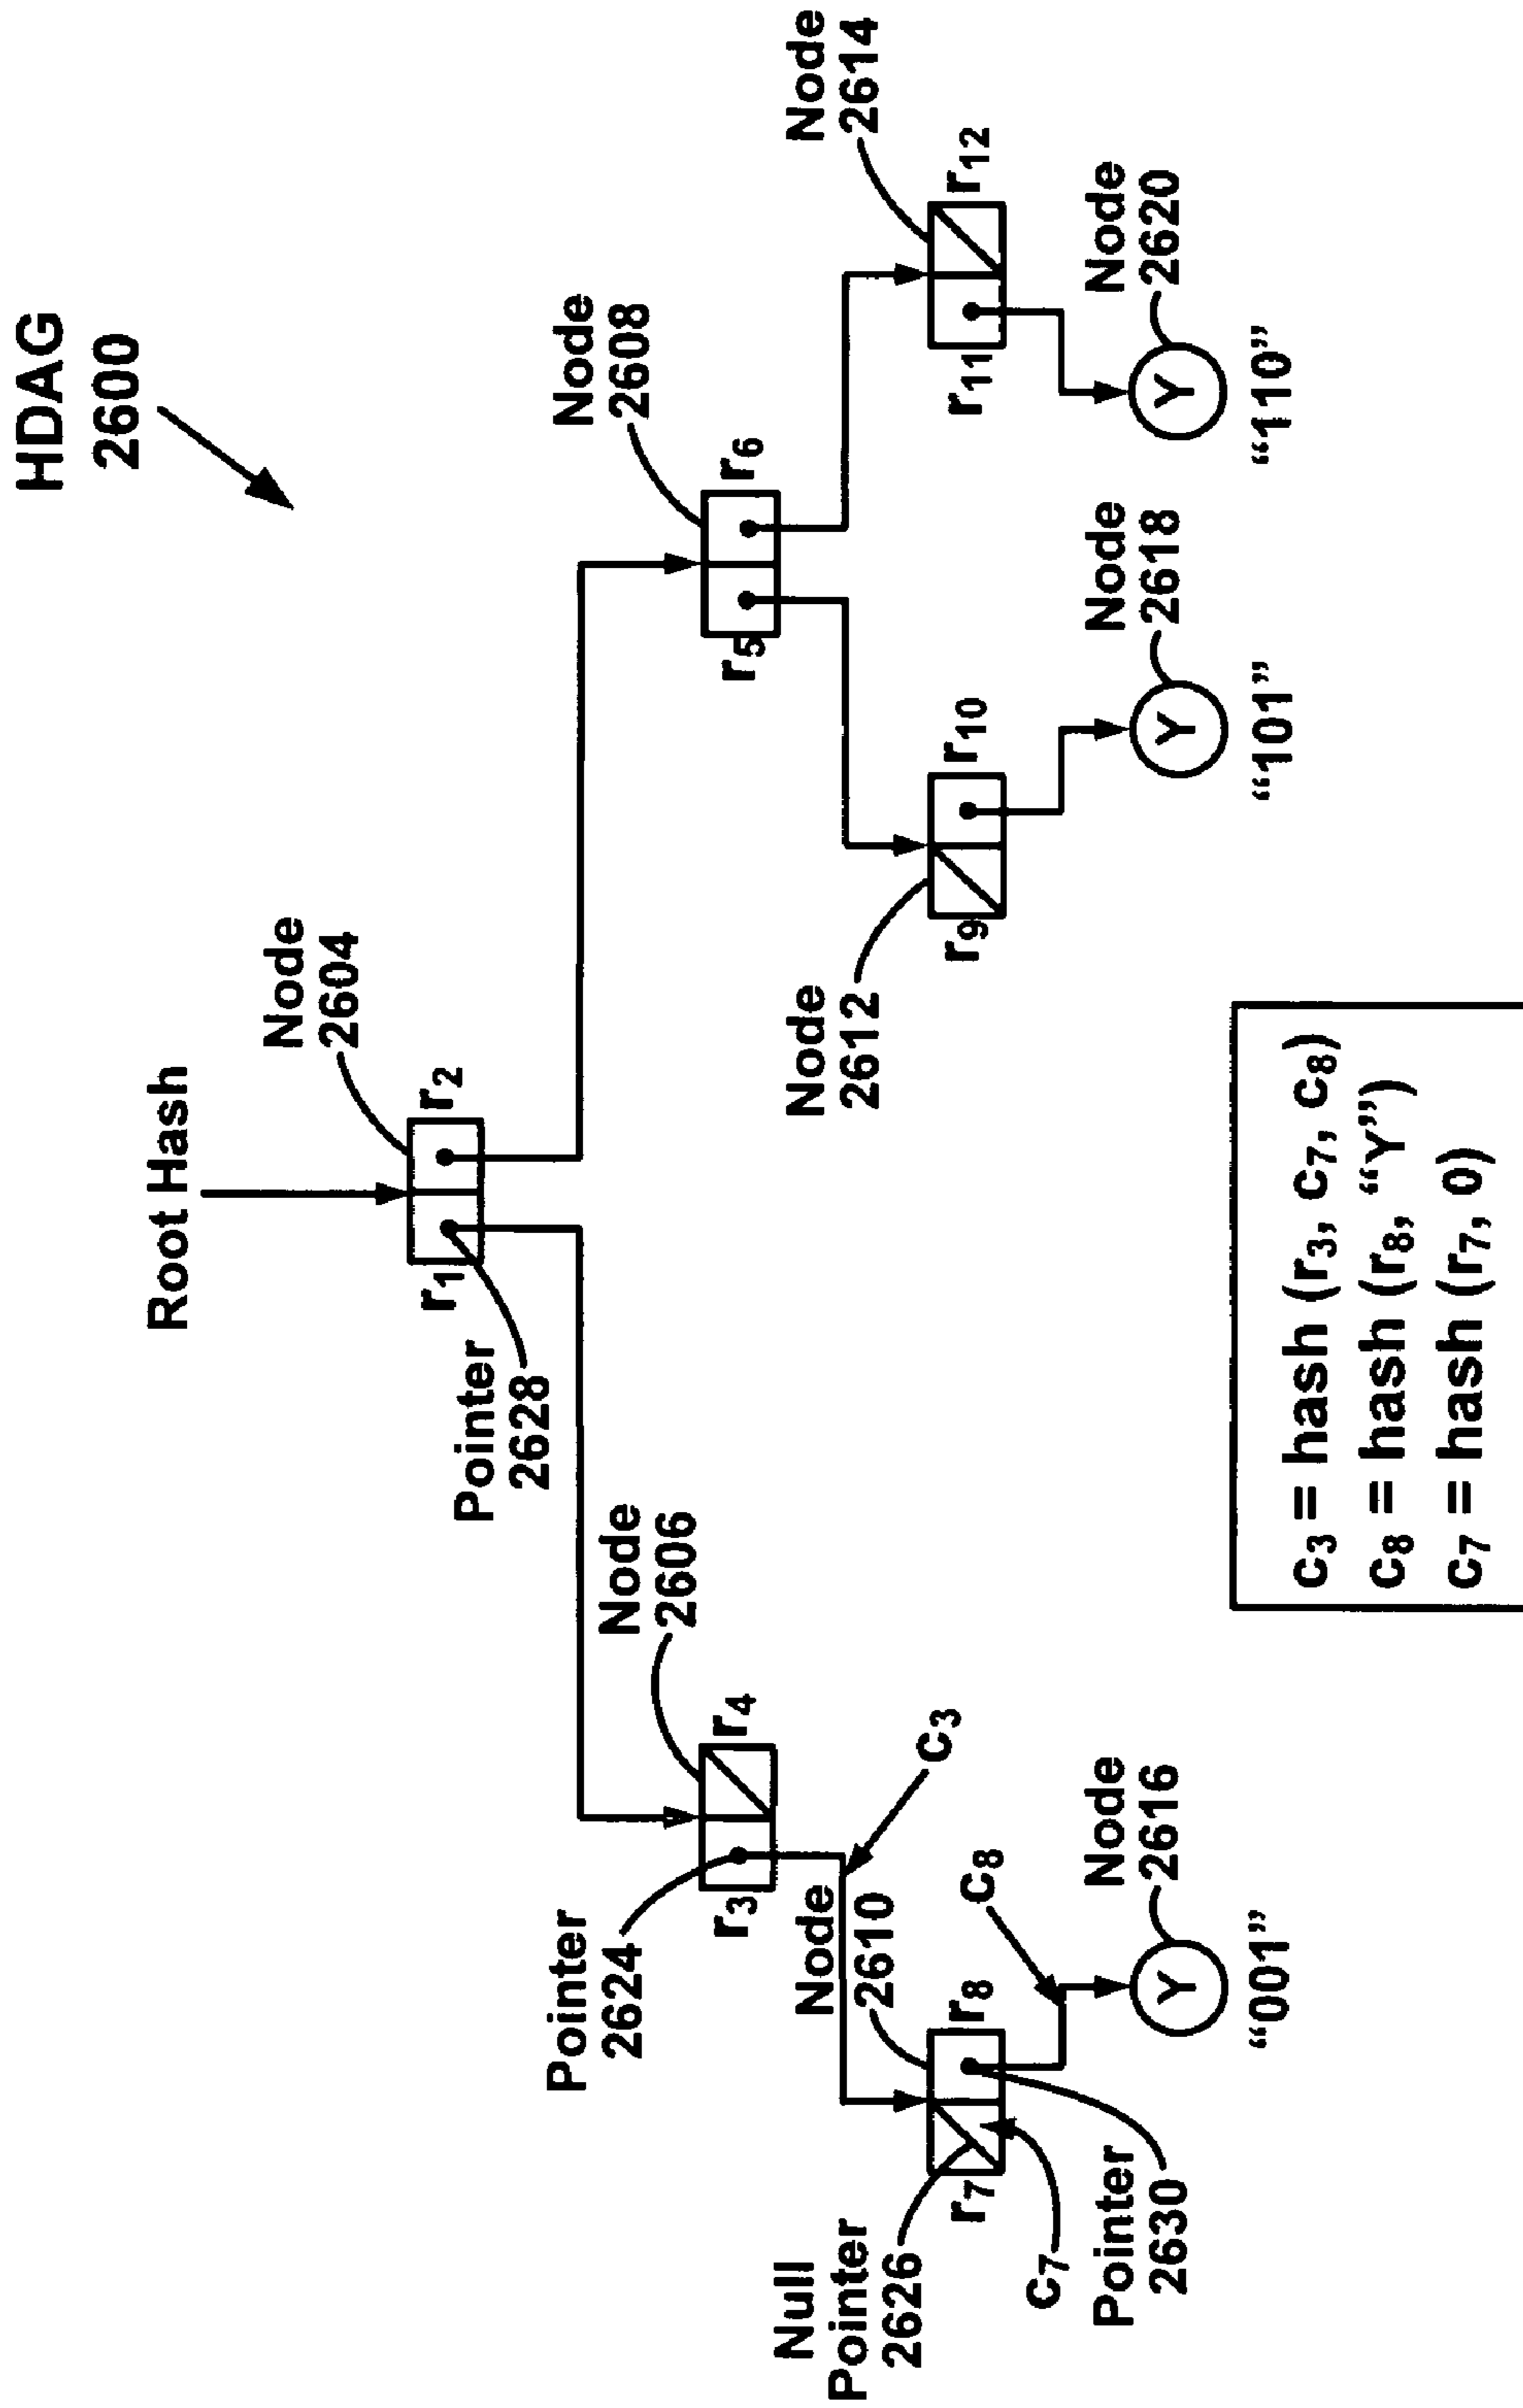 HDAG
2600
Root Hash
Node
2604
r1
r2
Pointer
2628
Node
2606
Node
2608
Pointer
2624
r3
r4
r5
r6
c3
Null
Pointer
2626
Node
2610
r7
r8
c8
Node
2612
r9
r10
Node
2614
r11
r12
c7
Pointer
2630
Node
2616
Node
2618
Node
2620
Y
Y
Y
“001”
“101”
“110”
c3 = hash (r3, c7, c8)
c8 = hash (r8, “Y”)
c7 = hash (r7, 0)